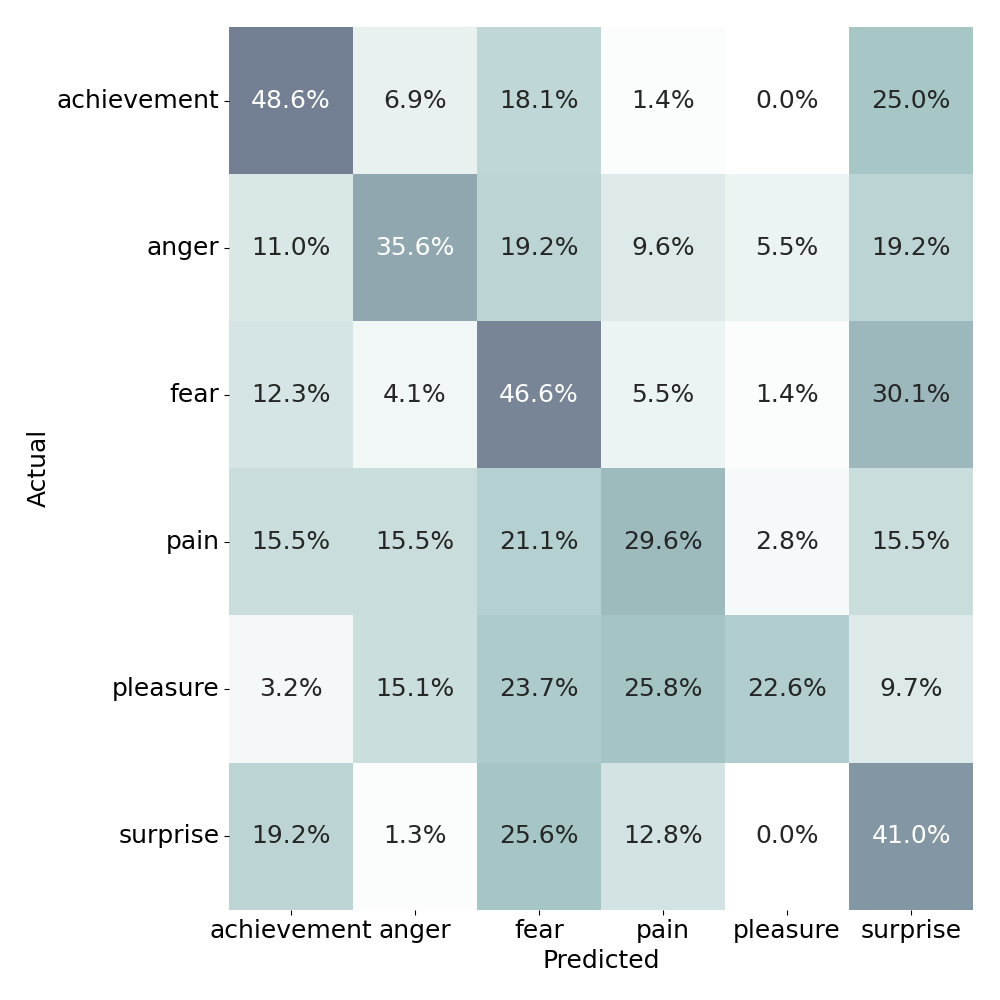 achievement 48.6% 6.9% 18.1% 1.4% 0.0% 25.0%
anger 11.0% 35.6% 19.2% 9.6% 5.5% 19.2%
fear 12.3% 4.1% 46.6% 5.5% 1.4% 30.1%
Actual
pain 15.5% 15.5% 21.1% 29.6% 2.8% 15.5%
pleasure 3.2% 15.1% 23.7% 25.8% 22.6% 9.7%
surprise 19.2% 1.3% 25.6% 12.8% 0.0% 41.0%
achievement anger fear pain pleasure surprise
Predicted